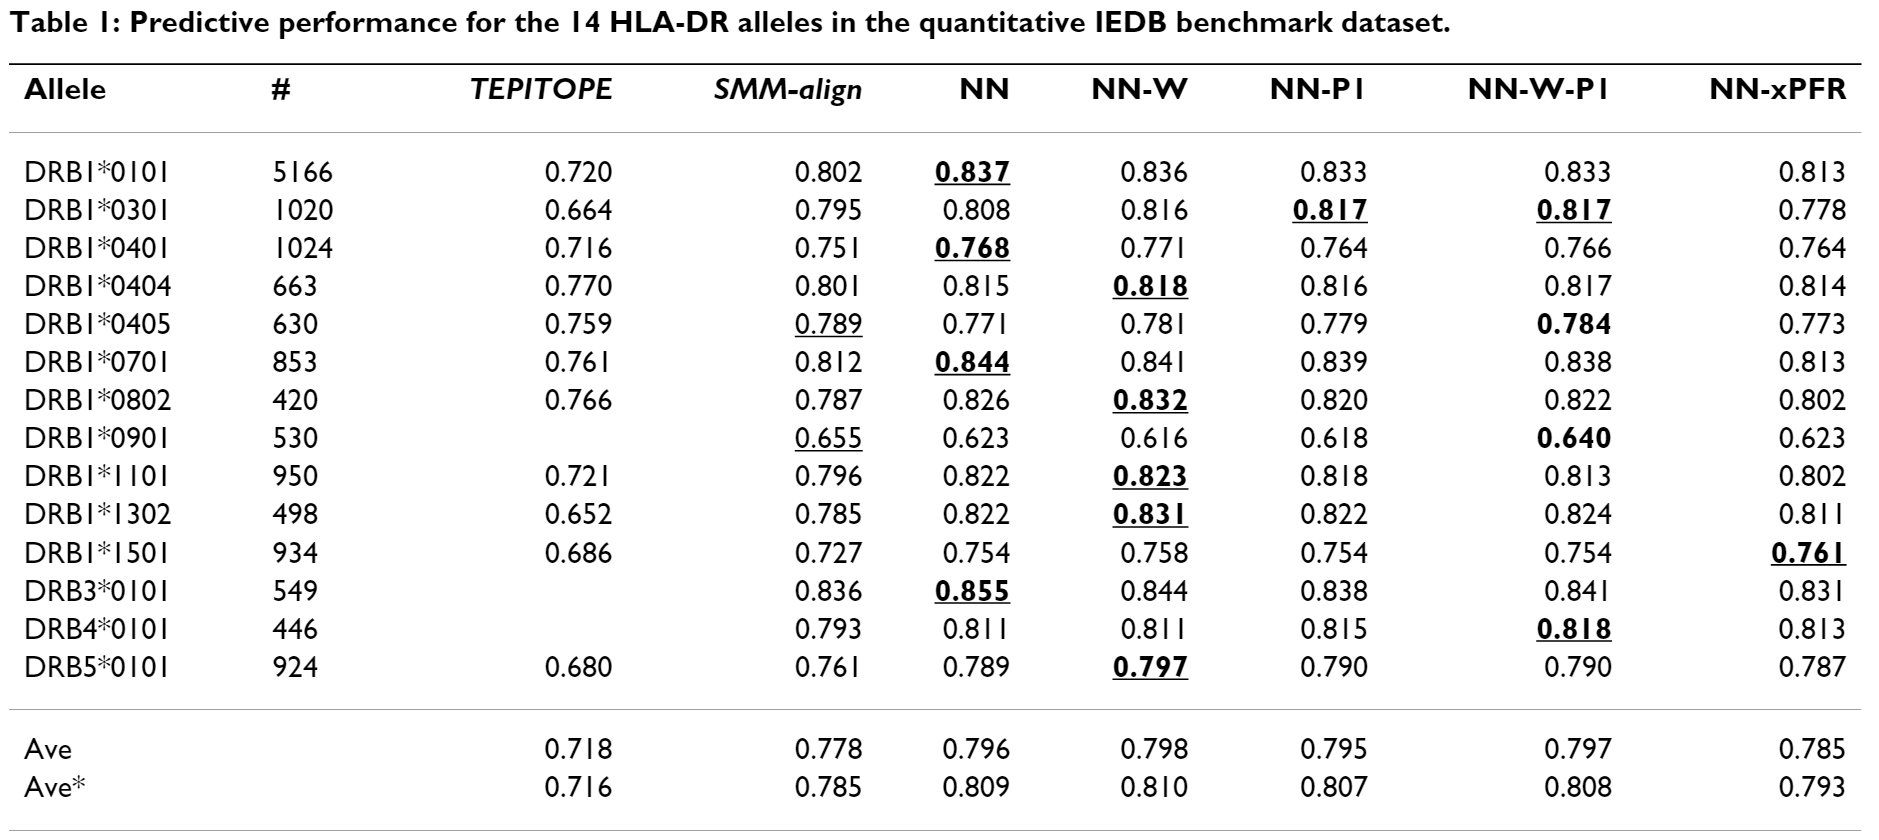 Table 1: Predictive performance for the 14 HLA-DR alleles in the quantitative IEDB benchmark dataset.
Allele # TEPITOPE SMM-align NN NN-W NN-P1 NN-W-P1 NN-xPFR
DRB1*0101 5166 0.720 0.802 0.837 0.836 0.833 0.833 0.813
DRB1*0301 1020 0.664 0.795 0.808 0.816 0.817 0.817 0.778
DRB1*0401 1024 0.716 0.751 0.768 0.771 0.764 0.766 0.764
DRB1*0404 663 0.770 0.801 0.815 0.818 0.816 0.817 0.814
DRB1*0405 630 0.759 0.789 0.771 0.781 0.779 0.784 0.773
DRB1*0701 853 0.761 0.812 0.844 0.841 0.839 0.838 0.813
DRB1*0802 420 0.766 0.787 0.826 0.832 0.820 0.822 0.802
DRB1*0901 530 0.655 0.623 0.616 0.618 0.640 0.623
DRB1*1101 950 0.721 0.796 0.822 0.823 0.818 0.813 0.802
DRB1*1302 498 0.652 0.785 0.822 0.831 0.822 0.824 0.811
DRB1*1501 934 0.686 0.727 0.754 0.758 0.754 0.754 0.761
DRB3*0101 549 0.836 0.855 0.844 0.838 0.841 0.831
DRB4*0101 446 0.793 0.811 0.811 0.815 0.818 0.813
DRB5*0101 924 0.680 0.761 0.789 0.797 0.790 0.790 0.787
Ave 0.718 0.778 0.796 0.798 0.795 0.797 0.785
Ave* 0.716 0.785 0.809 0.810 0.807 0.808 0.793